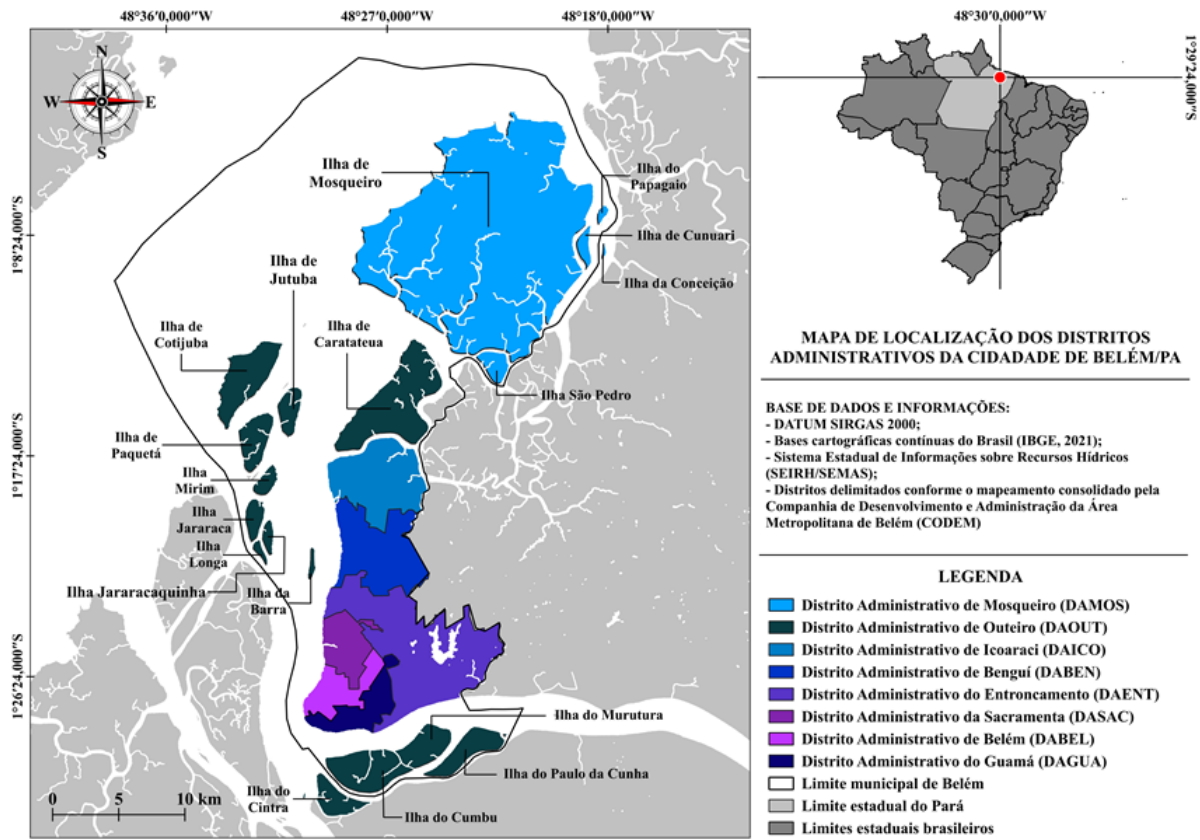 48°36'0,000"W
48°27'0,000"W
48°18'0,000"W
48°30'0,000"W
1°29'24,000"S
N
W
E
S
Ilha de
Mosqueiro
Ilha do
Papagaio
Ilha de Cunuari
Ilha da Conceição
1°8'24,000"S
Ilha de
Jutuba
Ilha de
Cotijuba
Ilha de
Caratateua
Ilha São Pedro
Ilha de
Paquetá
1°17'24,000"S
Ilha
Mirim
Ilha
Jararaca
Ilha
Longa
Ilha Jararacaquinha
Ilha da
Barra
1°26'24,000"S
Ilha do Murutura
Ilha do Paulo da Cunha
Ilha do
Cintra
Ilha do Cumbu
0 5 10 km
MAPA DE LOCALIZAÇÃO DOS DISTRITOS
ADMINISTRATIVOS DA CIDADADE DE BELÉM/PA
BASE DE DADOS E INFORMAÇÕES:
- DATUM SIRGAS 2000;
- Bases cartográficas contínuas do Brasil (IBGE, 2021);
- Sistema Estadual de Informações sobre Recursos Hídricos
(SEIRH/SEMAS);
- Distritos delimitados conforme o mapeamento consolidado pela
Companhia de Desenvolvimento e Administração da Área
Metropolitana de Belém (CODEM)
LEGENDA
Distrito Administrativo de Mosqueiro (DAMOS)
Distrito Administrativo de Outeiro (DAOUT)
Distrito Administrativo de Icoaraci (DAICO)
Distrito Administrativo de Benguí (DABEN)
Distrito Administrativo do Entroncamento (DAENT)
Distrito Administrativo da Sacramenta (DASAC)
Distrito Administrativo de Belém (DABEL)
Distrito Administrativo do Guamá (DAGUA)
Limite municipal de Belém
Limite estadual do Pará
Limites estaduais brasileiros